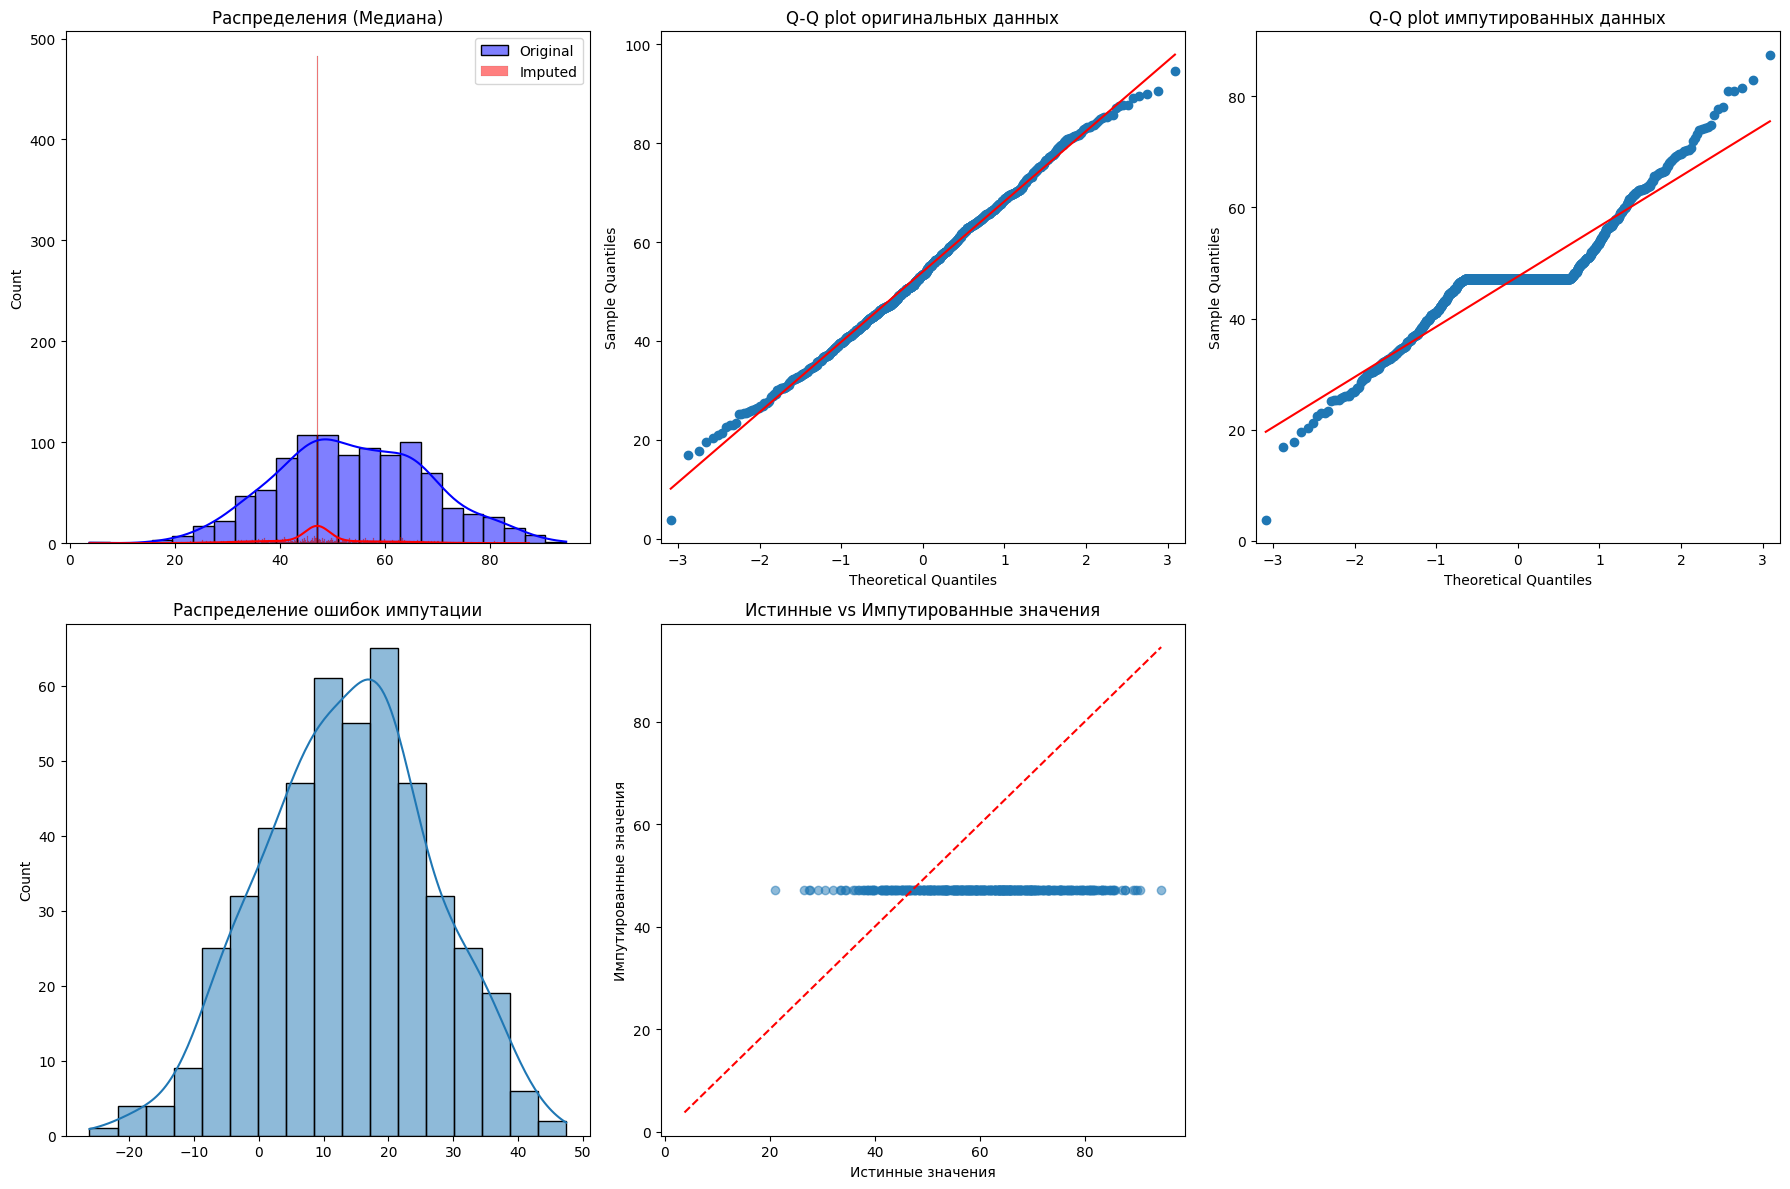 Распределения (Медиана)
Count
500
400
300
200
100
0
0 20 40 60 80
Original
Imputed
Q-Q plot оригинальных данных
Sample Quantiles
100
80
60
40
20
0
−3 −2 −1 0 1 2 3
Theoretical Quantiles
Q-Q plot импутированных данных
Sample Quantiles
80
60
40
20
0
−3 −2 −1 0 1 2 3
Theoretical Quantiles
Распределение ошибок импутации
Count
60
50
40
30
20
10
0
−20 −10 0 10 20 30 40 50
Истинные vs Импутированные значения
Импутированные значения
80
60
40
20
0
0 20 40 60 80
Истинные значения